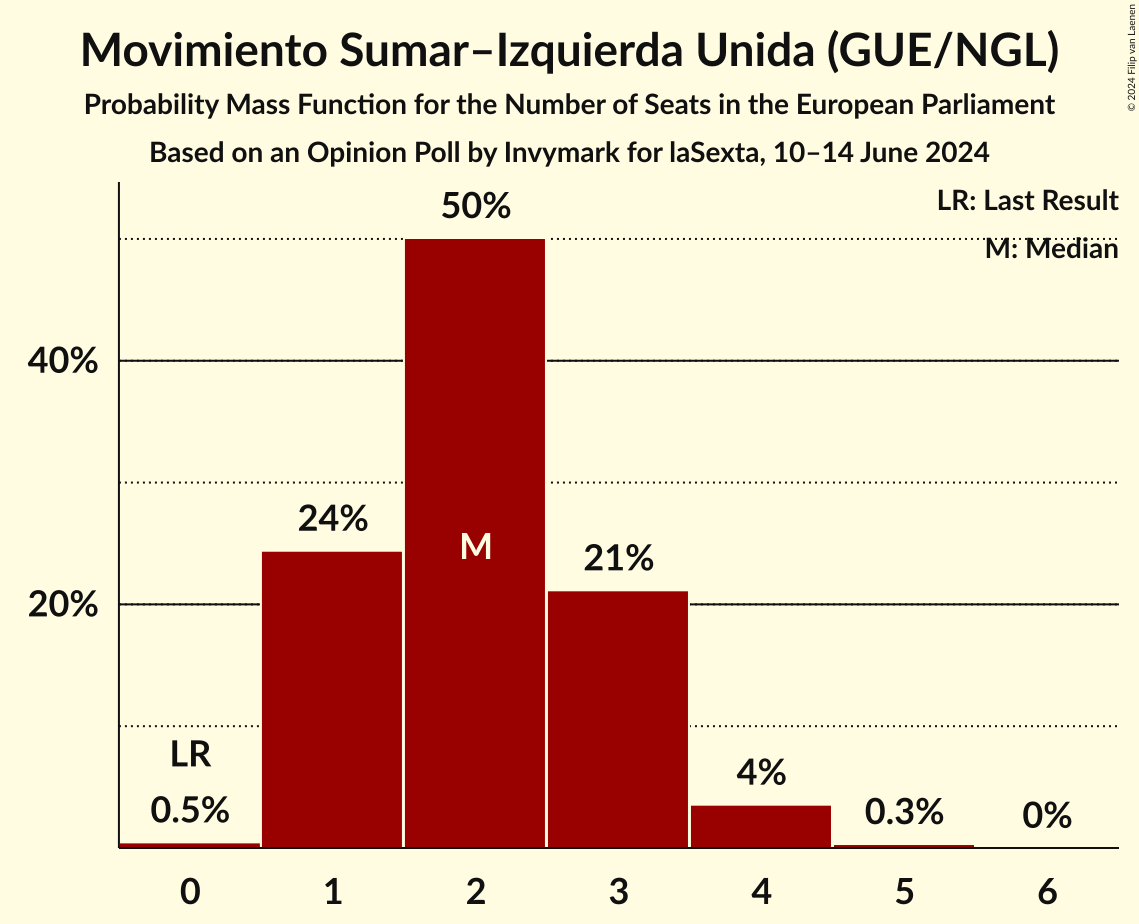 Movimiento Sumar–Izquierda Unida (GUE/NGL)
Probability Mass Function for the Number of Seats in the European Parliament
Based on an Opinion Poll by Invymark for laSexta, 10–14 June 2024
© 2024 Filip van Laenen
LR: Last Result
M: Median
50%
40%
24%
M
21%
20%
LR
0.5%
4%
0.3%
0%
0 1 2 3 4 5 6